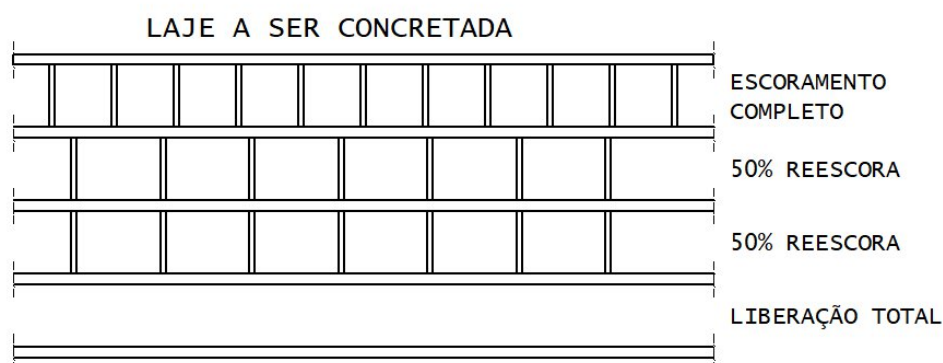 LAJE A SER CONCRETADA
ESCORAMENTO
COMPLETO
50% REESCORA
50% REESCORA
LIBERAÇÃO TOTAL